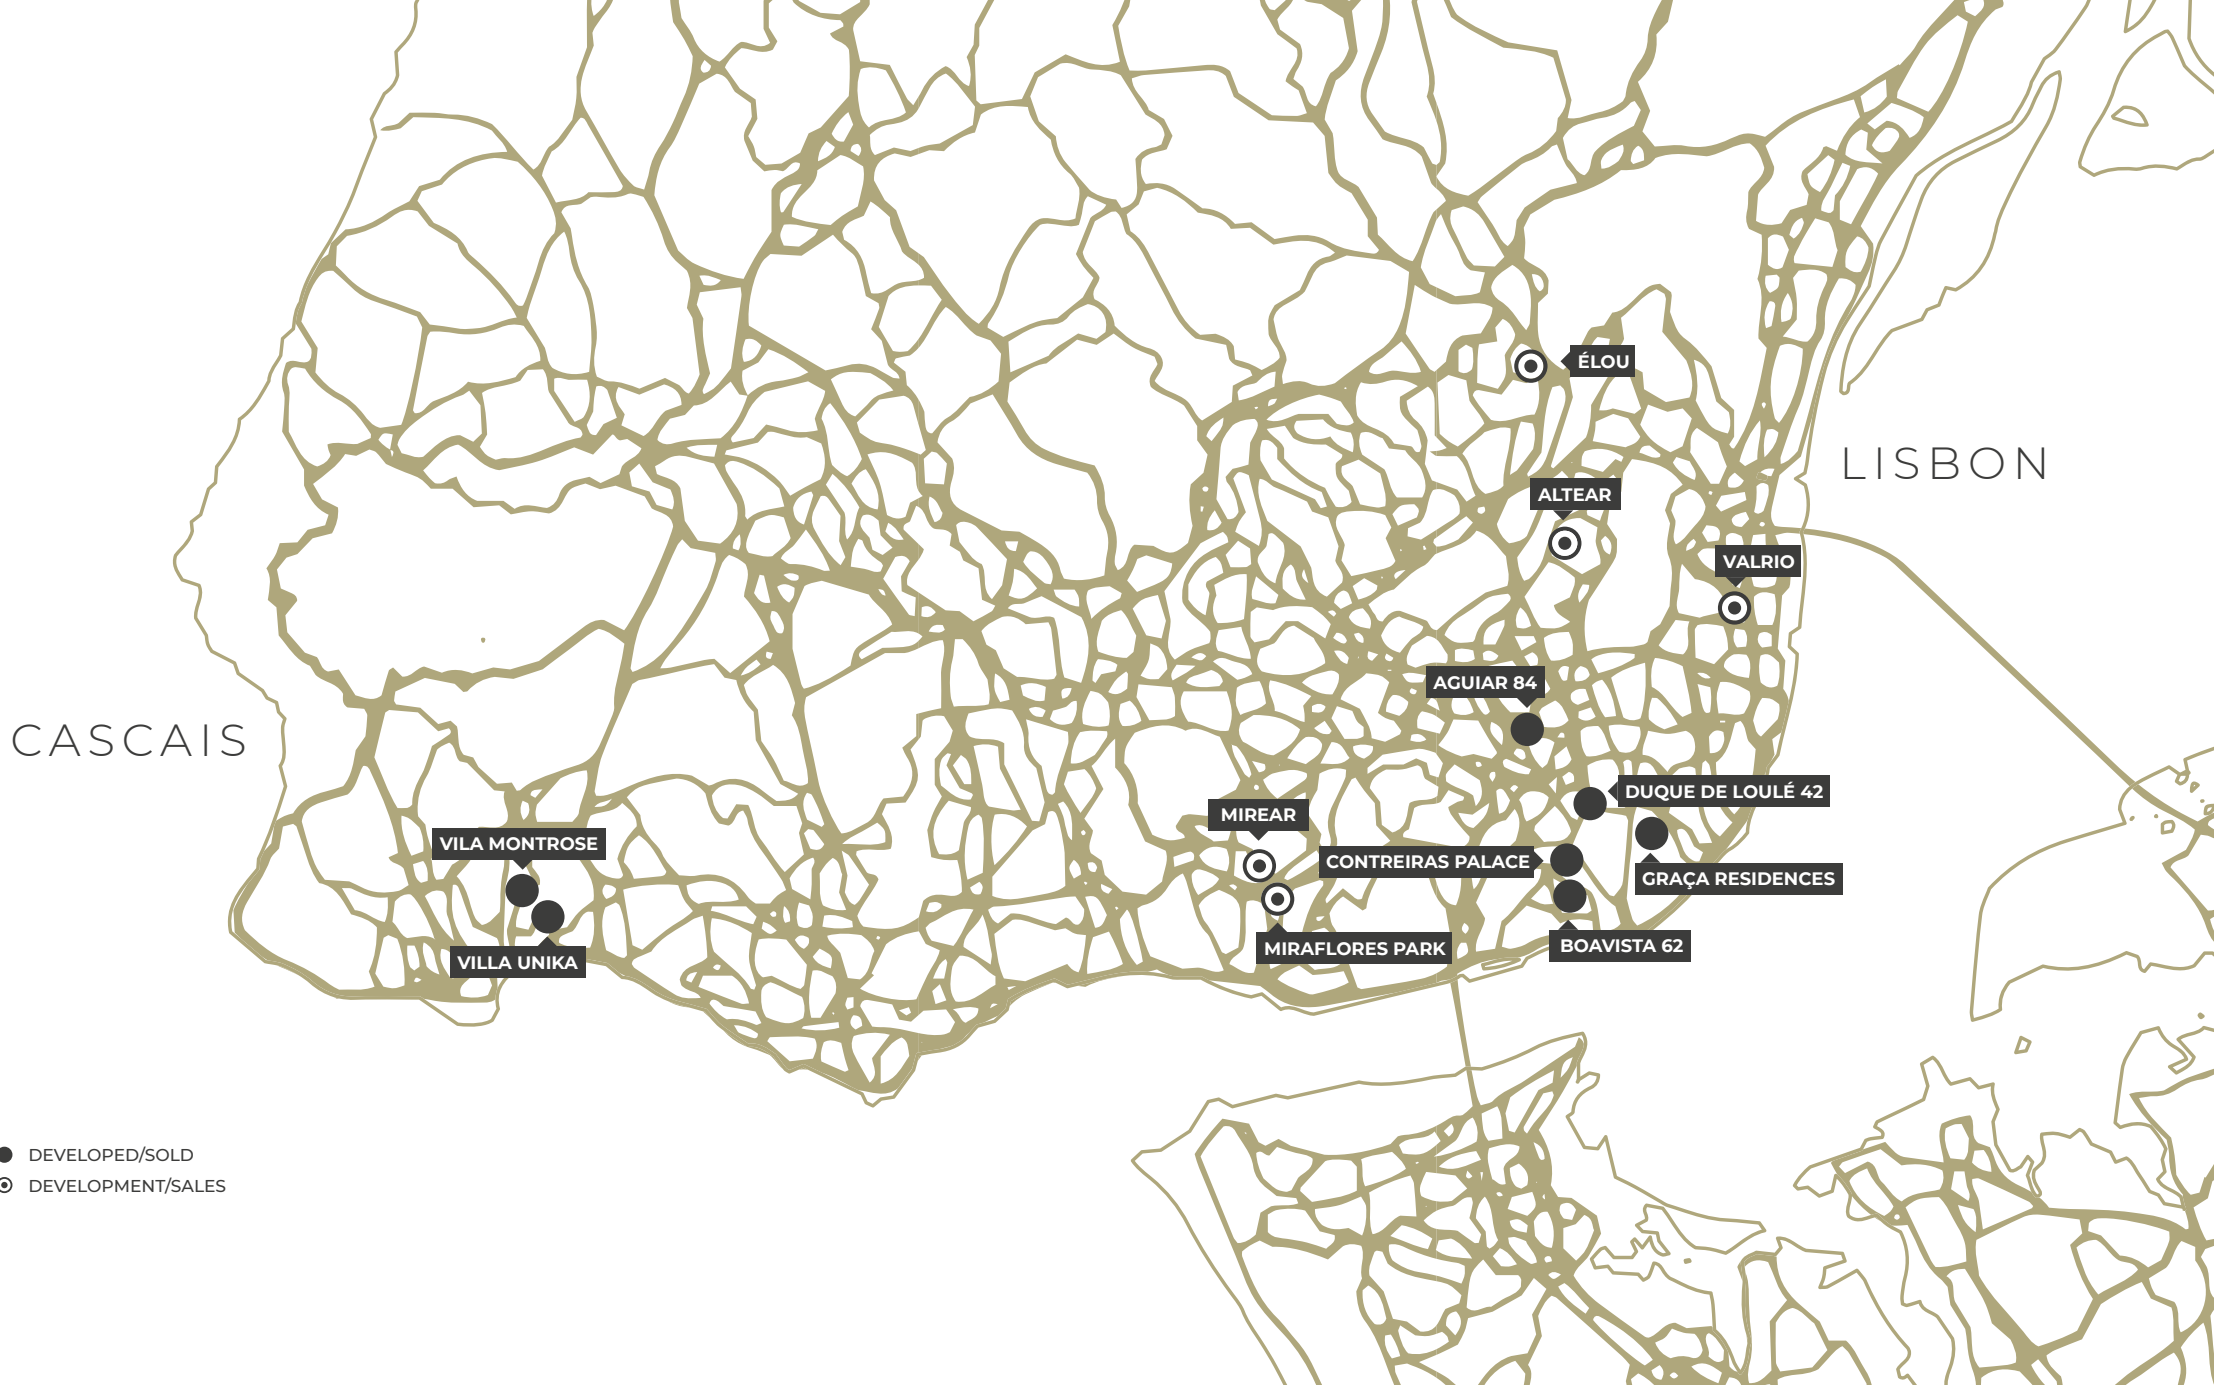 ÉLOU
LISBON
ALTEAR
VALRIO
AGUIAR 84
CASCAIS
DUQUE DE LOULÉ 42
MIREAR
VILA MONTROSE
CONTREIRAS PALACE
GRAÇA RESIDENCES
BOAVISTA 62
MIRAFLORES PARK
VILLA UNIKA
DEVELOPED/SOLD
DEVELOPMENT/SALES